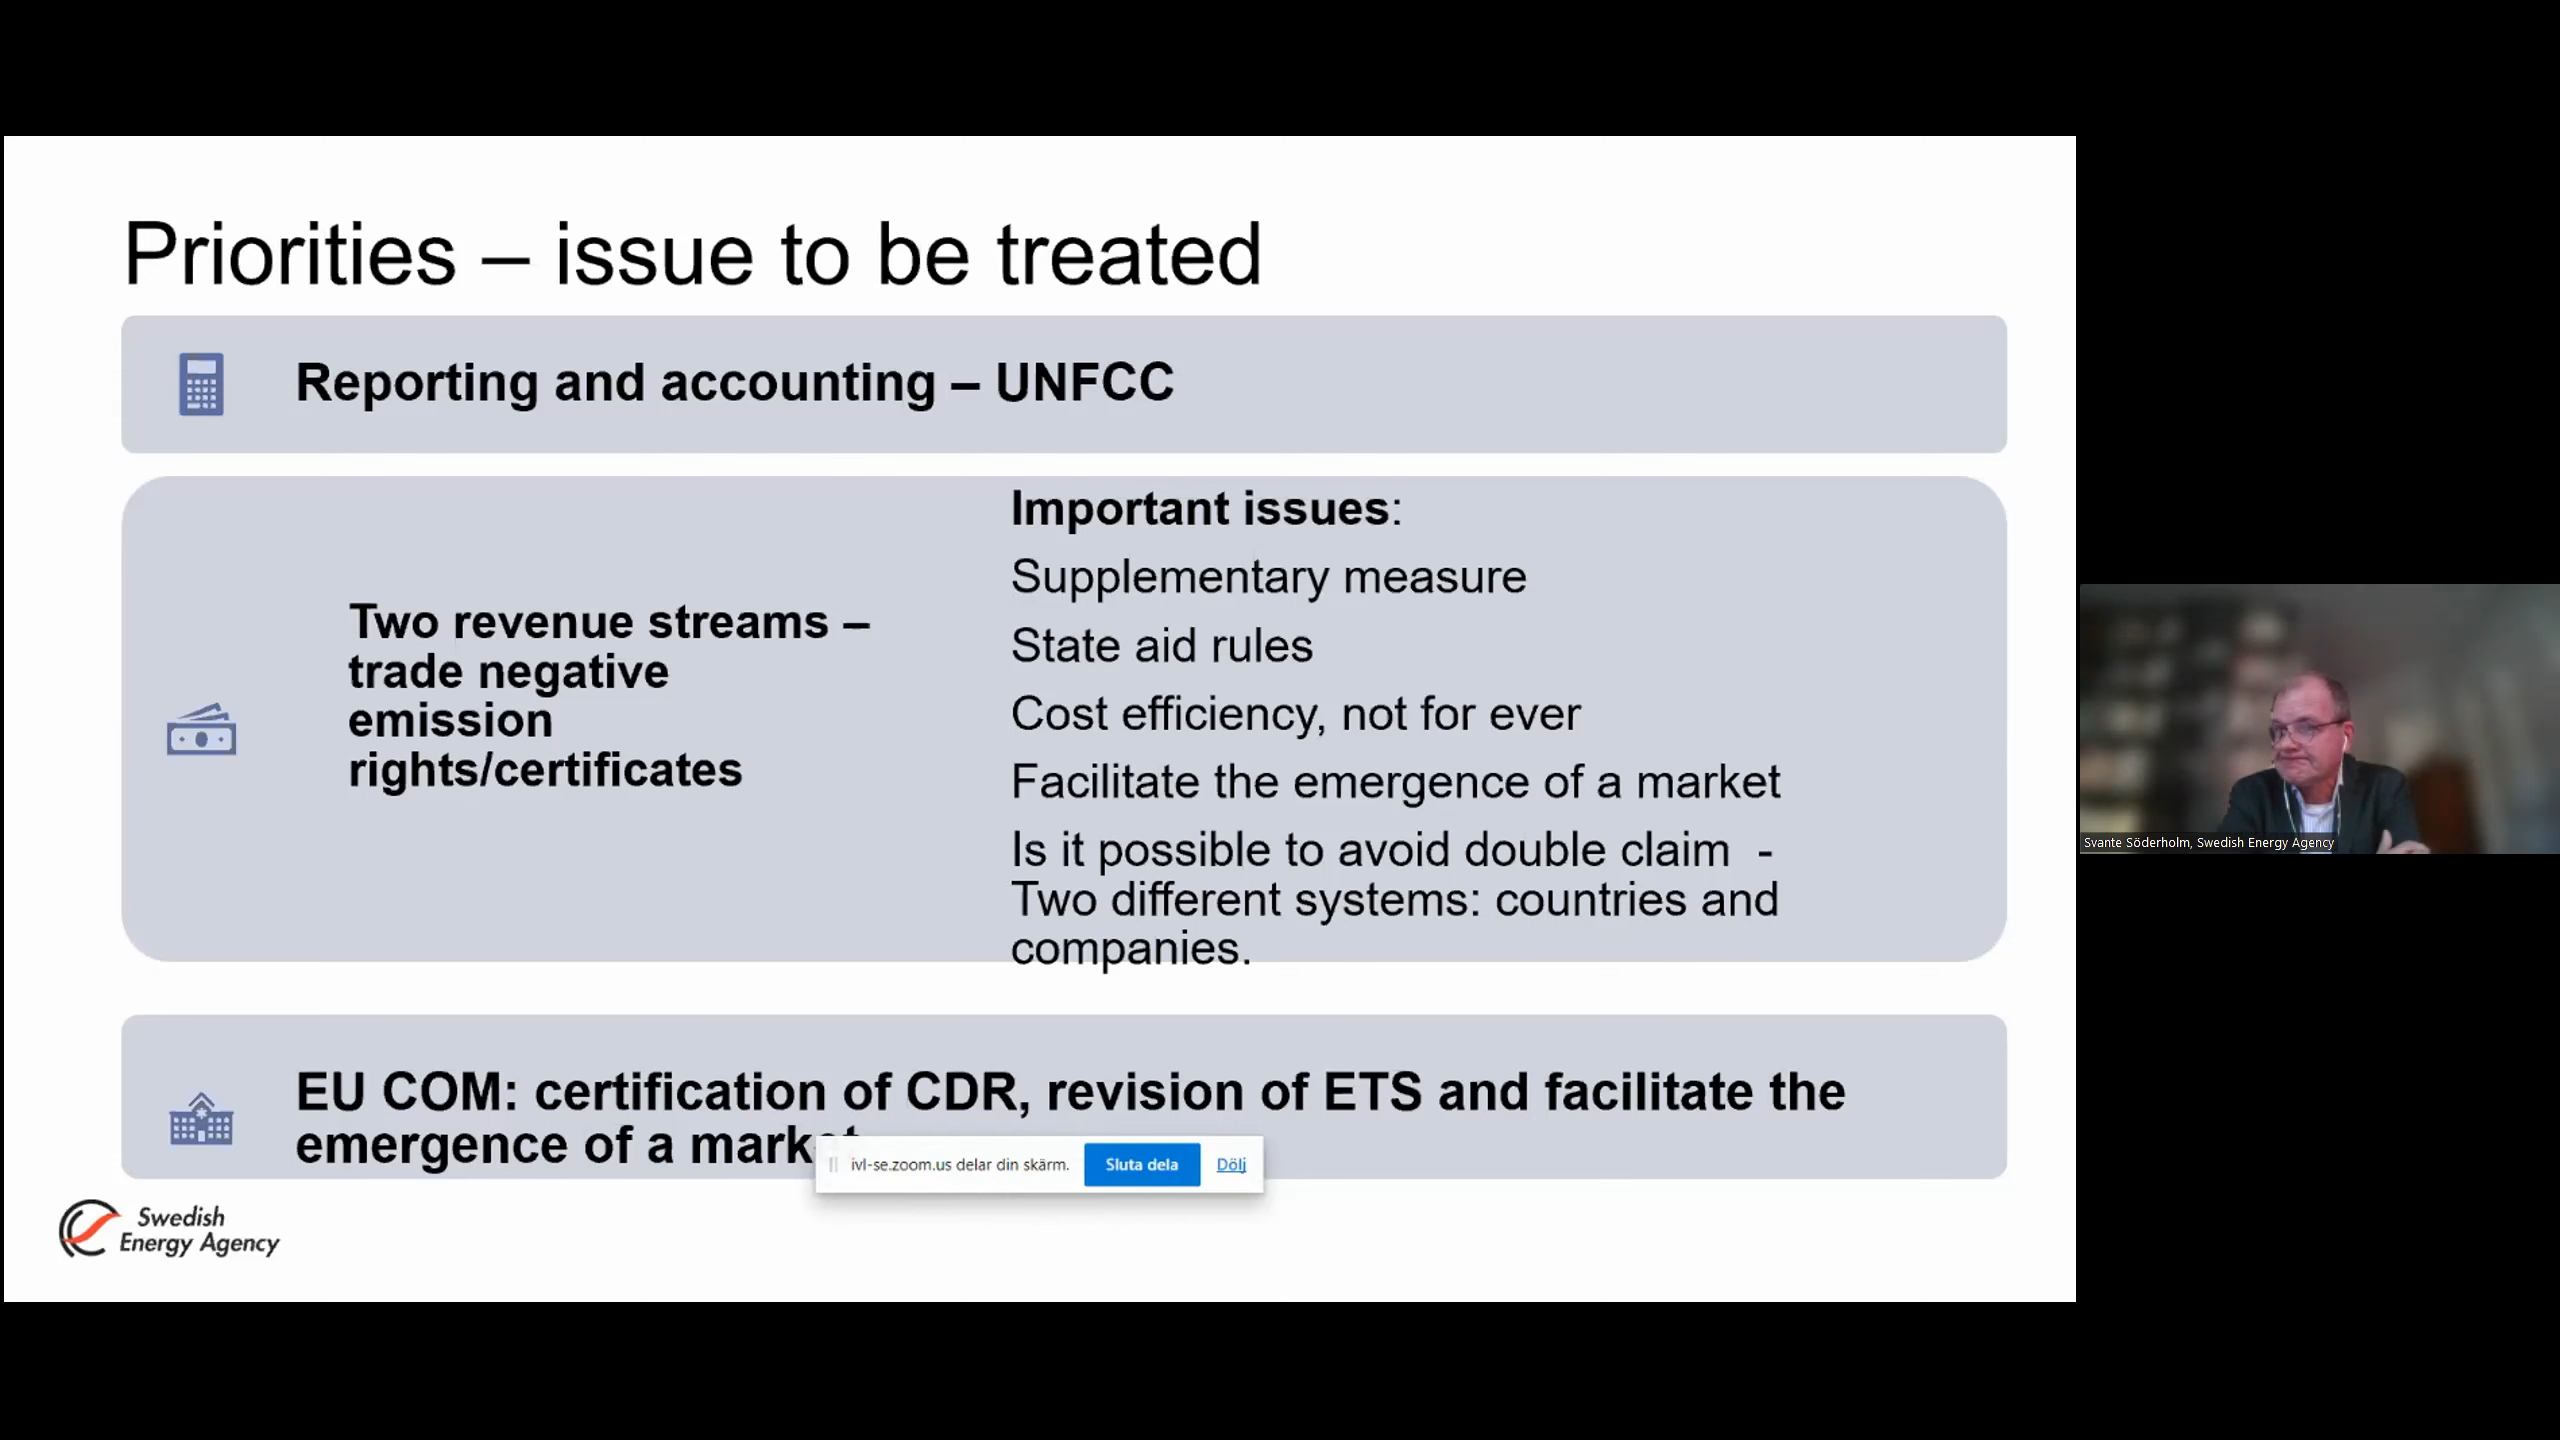 Priorities – issue to be treated
Reporting and accounting – UNFCC
Two revenue streams –
trade negative
emission
rights/certificates
Important issues:
Supplementary measure
State aid rules
Cost efficiency, not for ever
Facilitate the emergence of a market
Is it possible to avoid double claim -
Two different systems: countries and
companies.
EU COM: certification of CDR, revision of ETS and facilitate the
emergence of a market
ivl-se.zoom.us delar din skärm.
Sluta dela
Dölj
Swedish
Energy Agency
Svante Söderholm, Swedish Energy Agency